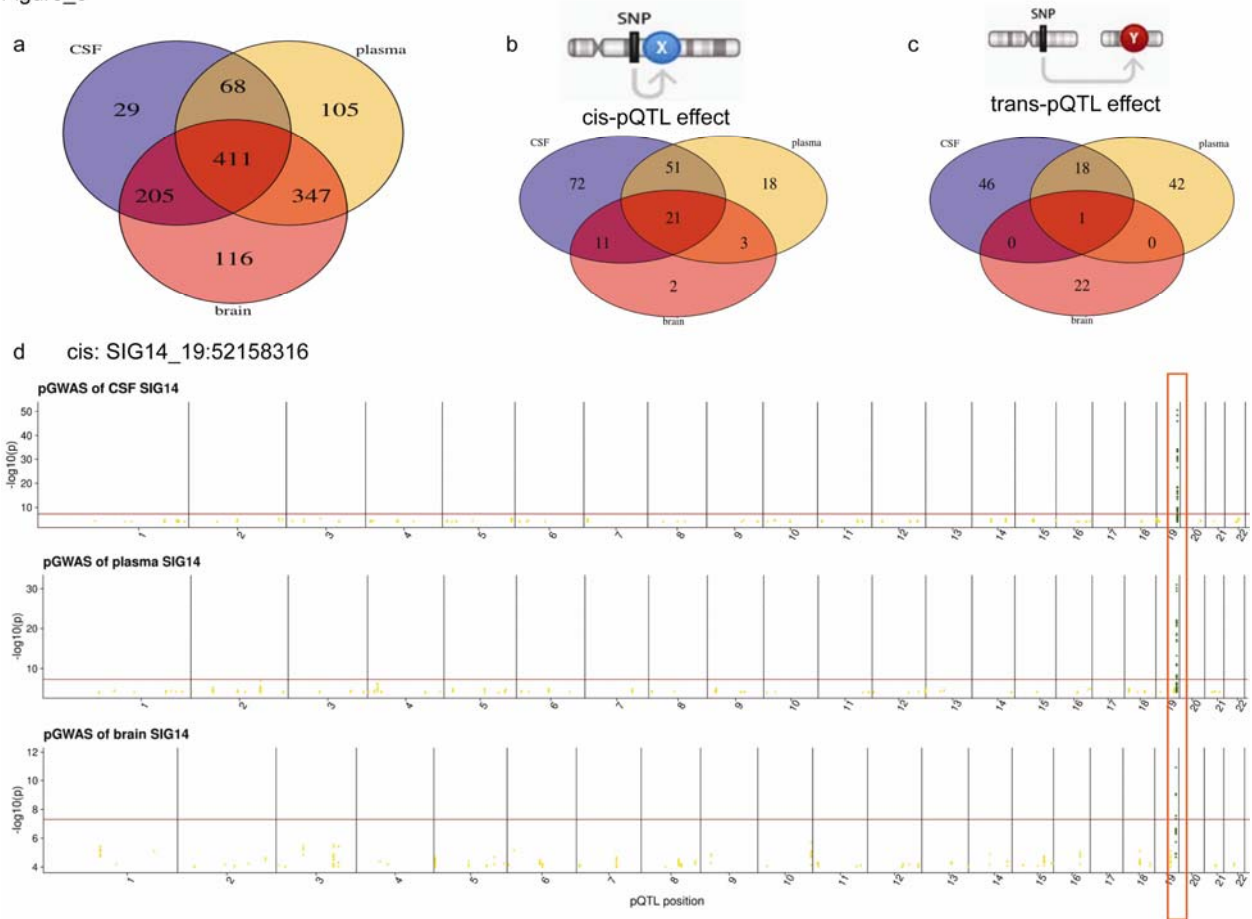 a
CSF
plasma
68
29
105
411
205
347
116
brain
b
SNP
X
cis-pQTL effect
CSF
plasma
51
72
18
21
11
3
2
brain
c
SNP
Y
trans-pQTL effect
CSF
plasma
18
46
42
1
0
0
22
brain
d cis: SIG14_19:52158316
pGWAS of CSF SIG14
-log10(p)
50
40
30
20
10
1 2 3 4 5 6 7 8 9 10 11 12 13 14 15 16 17 18 19 20 21 22
pGWAS of plasma SIG14
-log10(p)
30
20
10
1 2 3 4 5 6 7 8 9 10 11 12 13 14 15 16 17 18 19 20 21 22
pGWAS of brain SIG14
-log10(p)
12
10
8
6
4
1 2 3 4 5 6 7 8 9 10 11 12 13 14 15 16 17 18 19 20 21 22
pQTL position